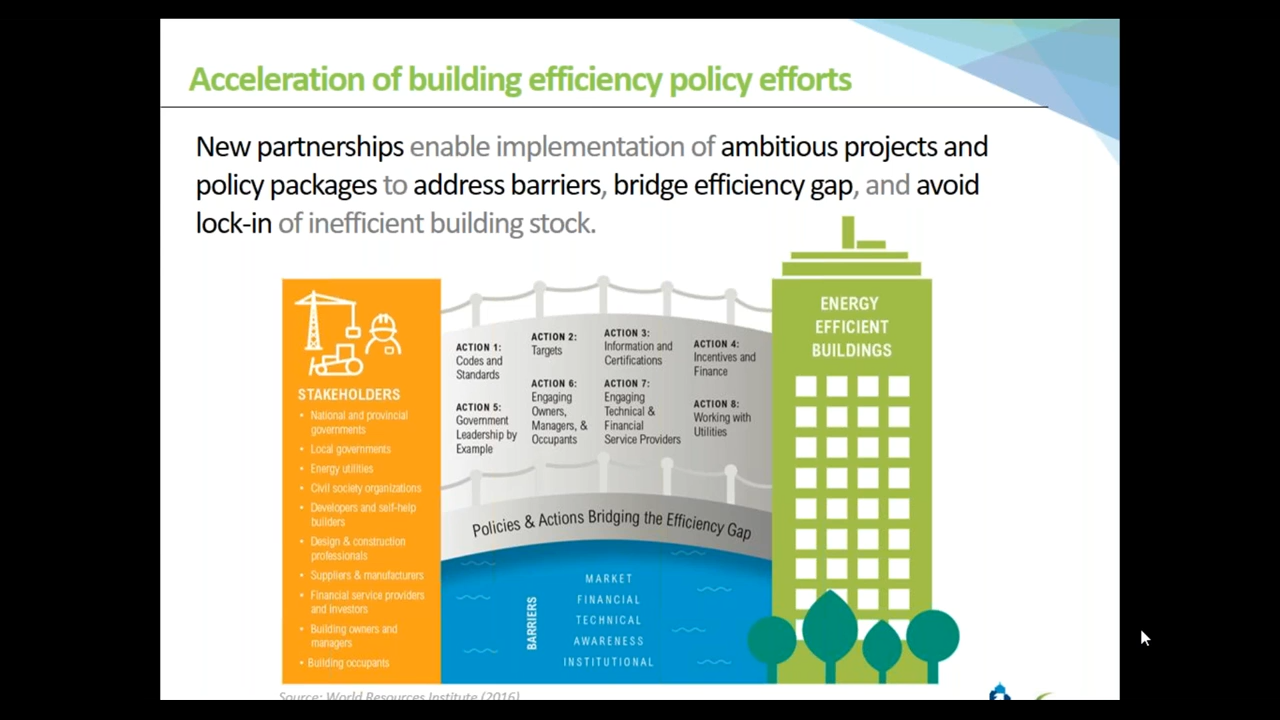 Acceleration of building efficiency policy efforts
New partnerships enable implementation of ambitious projects and
policy packages to address barriers, bridge efficiency gap, and avoid
lock-in of inefficient building stock.
STAKEHOLDERS
• National and provincial
governments
• Local governments
• Energy utilities
• Civil society organizations
• Developers and self-help
builders
• Design & construction
professionals
• Suppliers & manufacturers
• Financial service providers
and Investors
• Building owners and
managers
• Building occupants
ACTION 1:
Codes and
Standards
ACTION 2:
Targets
ACTION 3:
Information and
Certifications
ACTION 4:
Incentives and
Finance
ACTION 5:
Government
Leadership by
Example
ACTION 6:
Engaging
Owners,
Managers, &
Occupants
ACTION 7:
Engaging
Technical &
Financial
Service Providers
ACTION 8:
Working with
Utilities
Policies & Actions Bridging the Efficiency Gap
BARRIERS
MARKET
FINANCIAL
TECHNICAL
AWARENESS
INSTITUTIONAL
ENERGY
EFFICIENT
BUILDINGS
Source: World Resources Institute (2016)